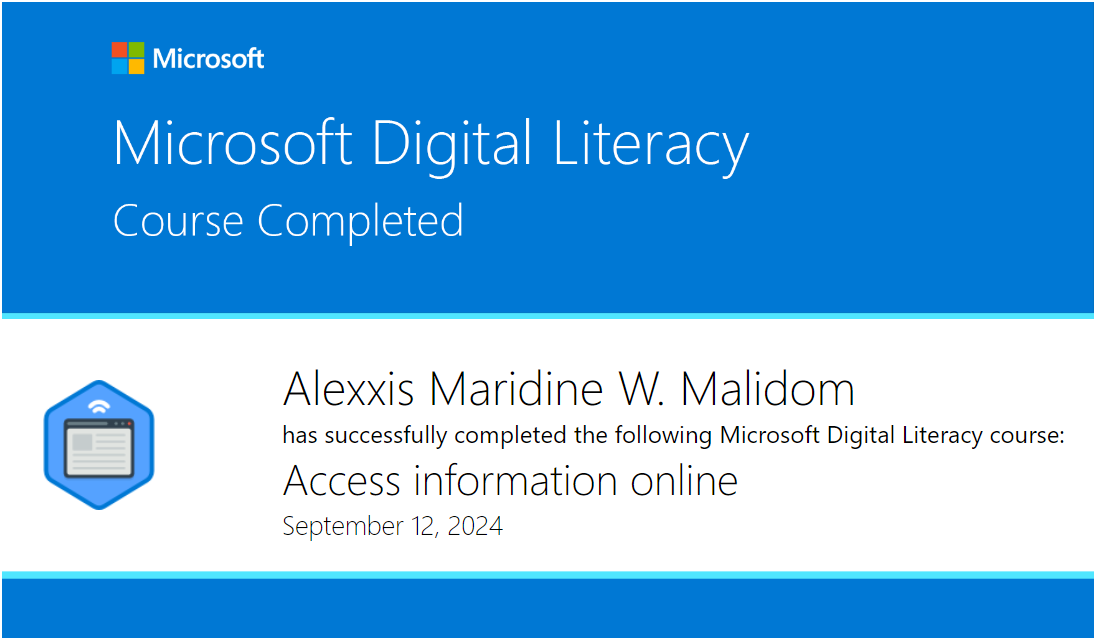 Microsoft
Microsoft Digital Literacy
Course Completed
Alexxis Maridine W. Malidom
has successfully completed the following Microsoft Digital Literacy course:
Access information online
September 12, 2024